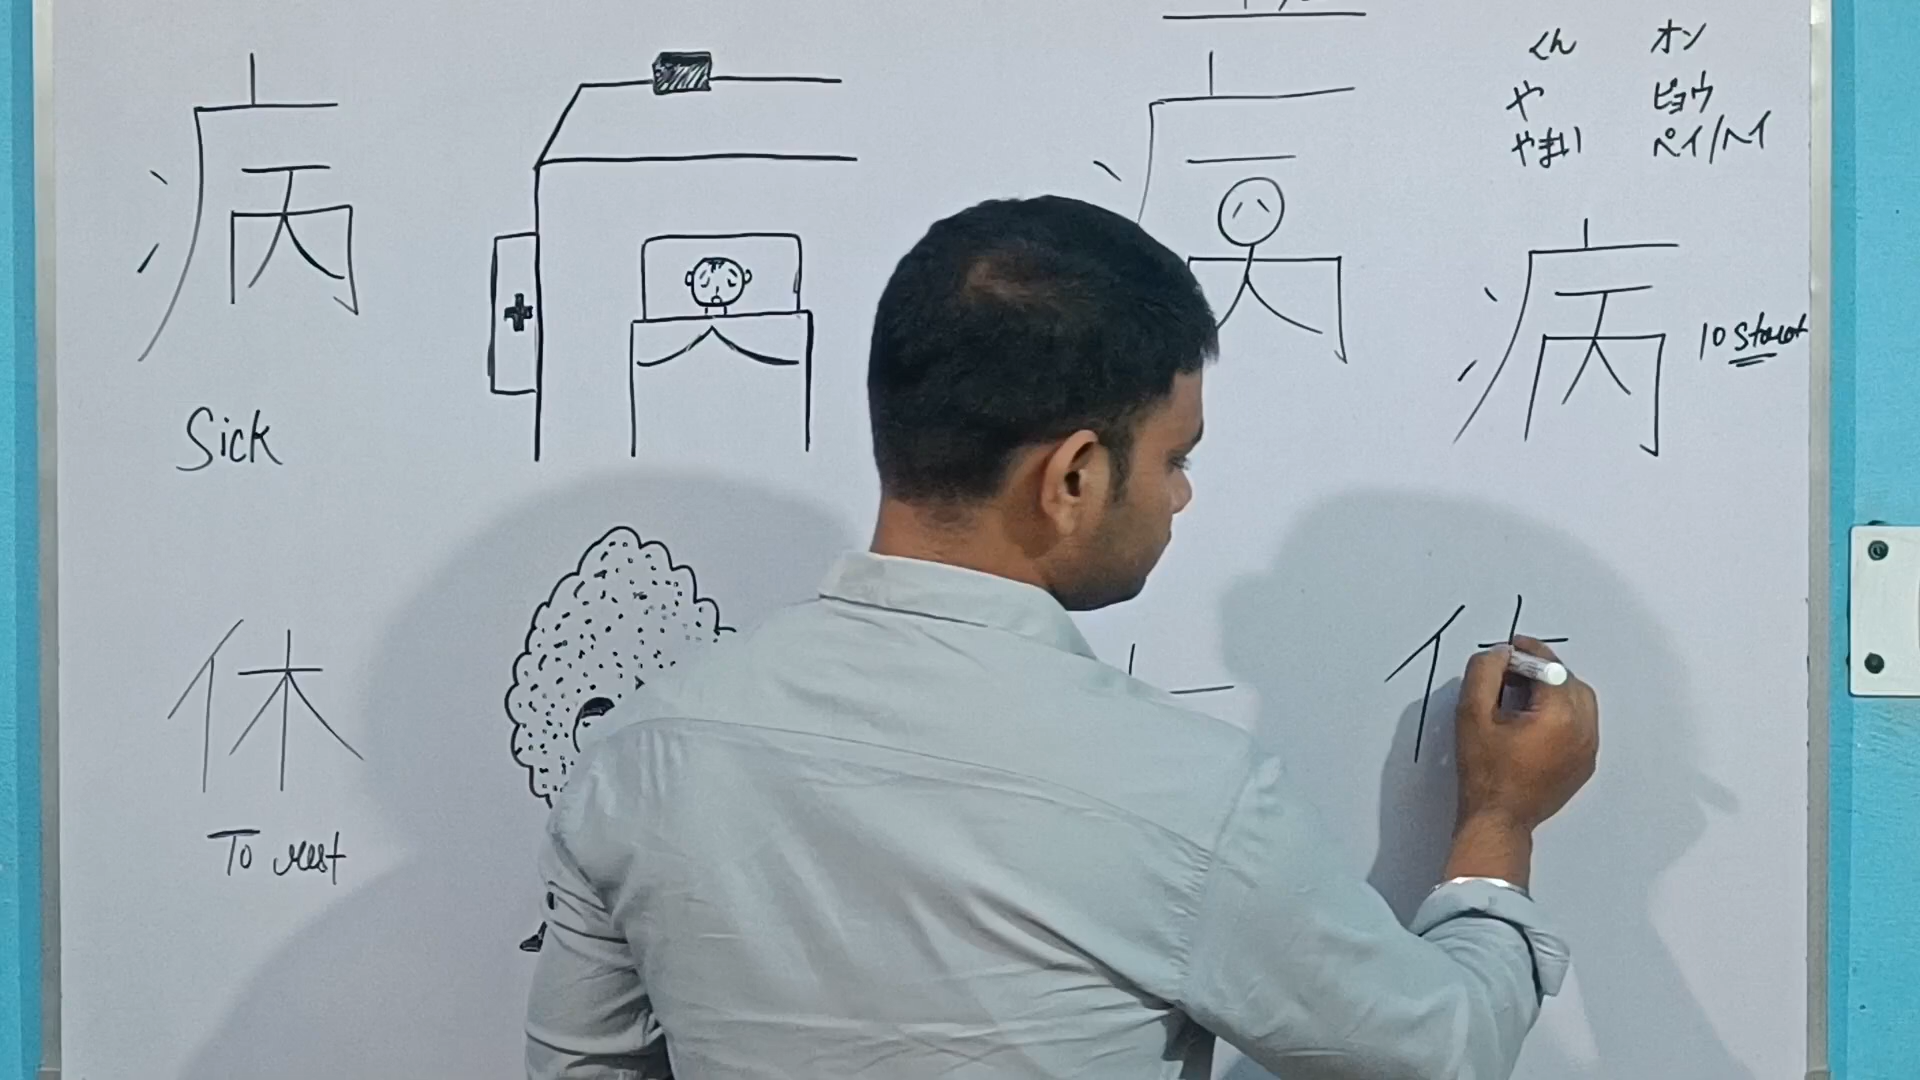 病
Sick
くん オン
や ビョウ
やまい ペイ/ヘイ
病
10 Start
休
To rest